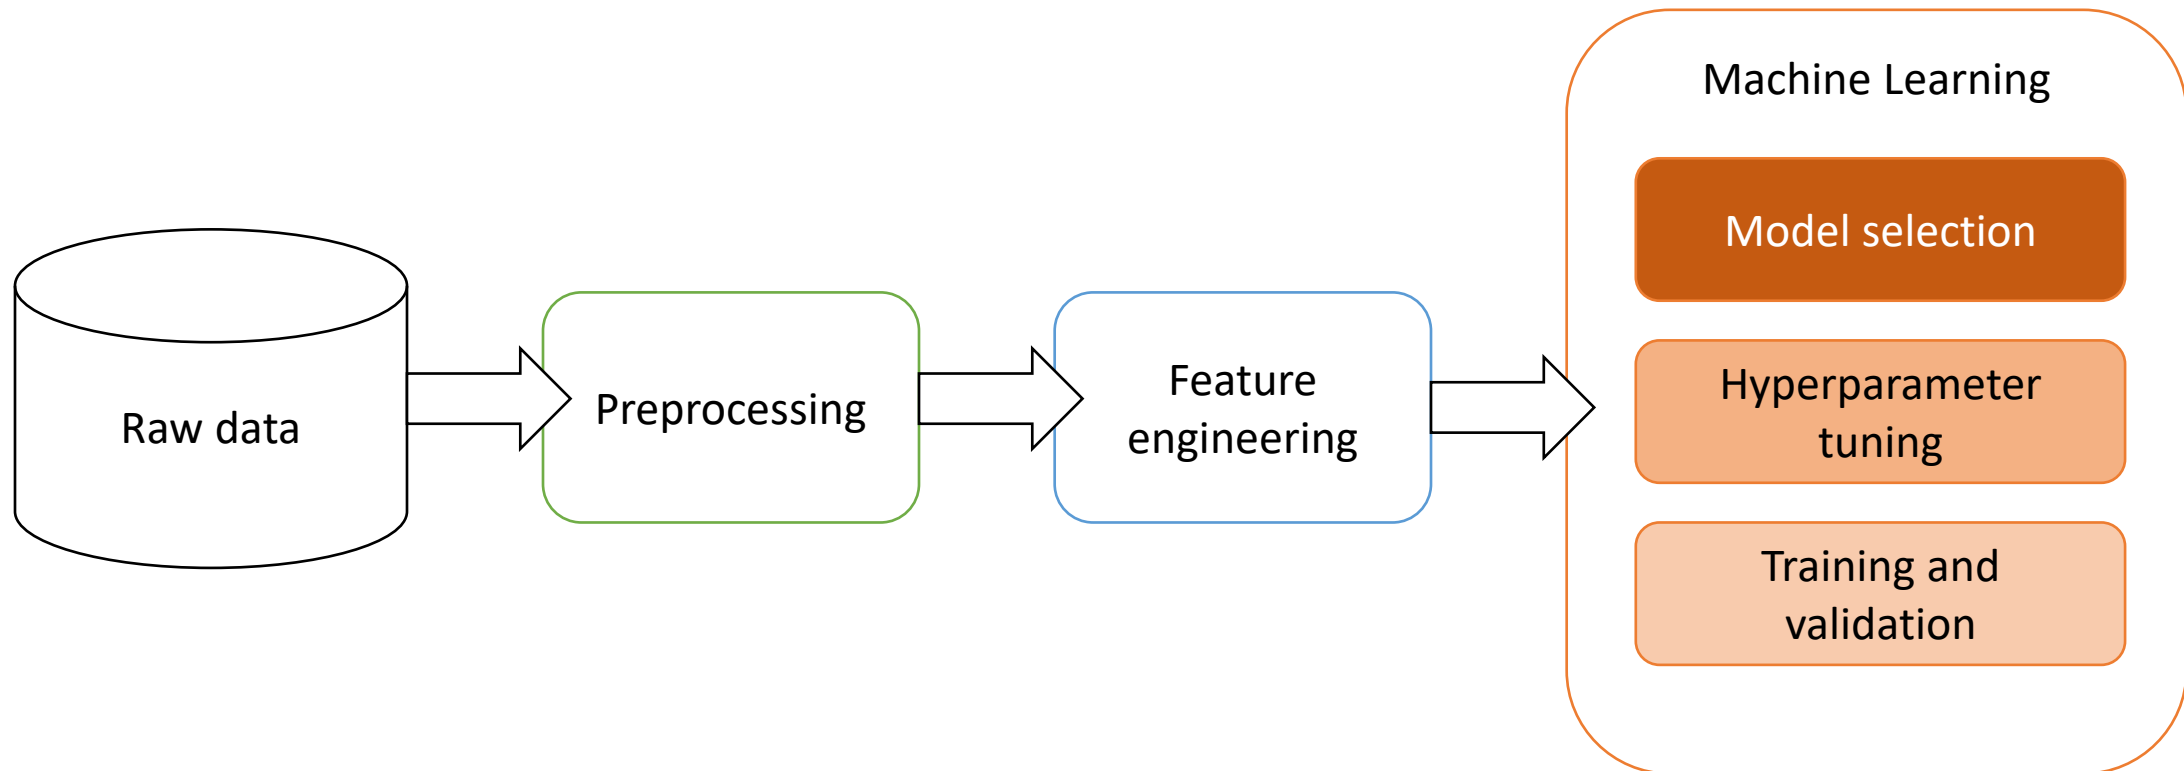 Raw data
Preprocessing
Feature
engineering
Machine Learning
Model selection
Hyperparameter
tuning
Training and
validation